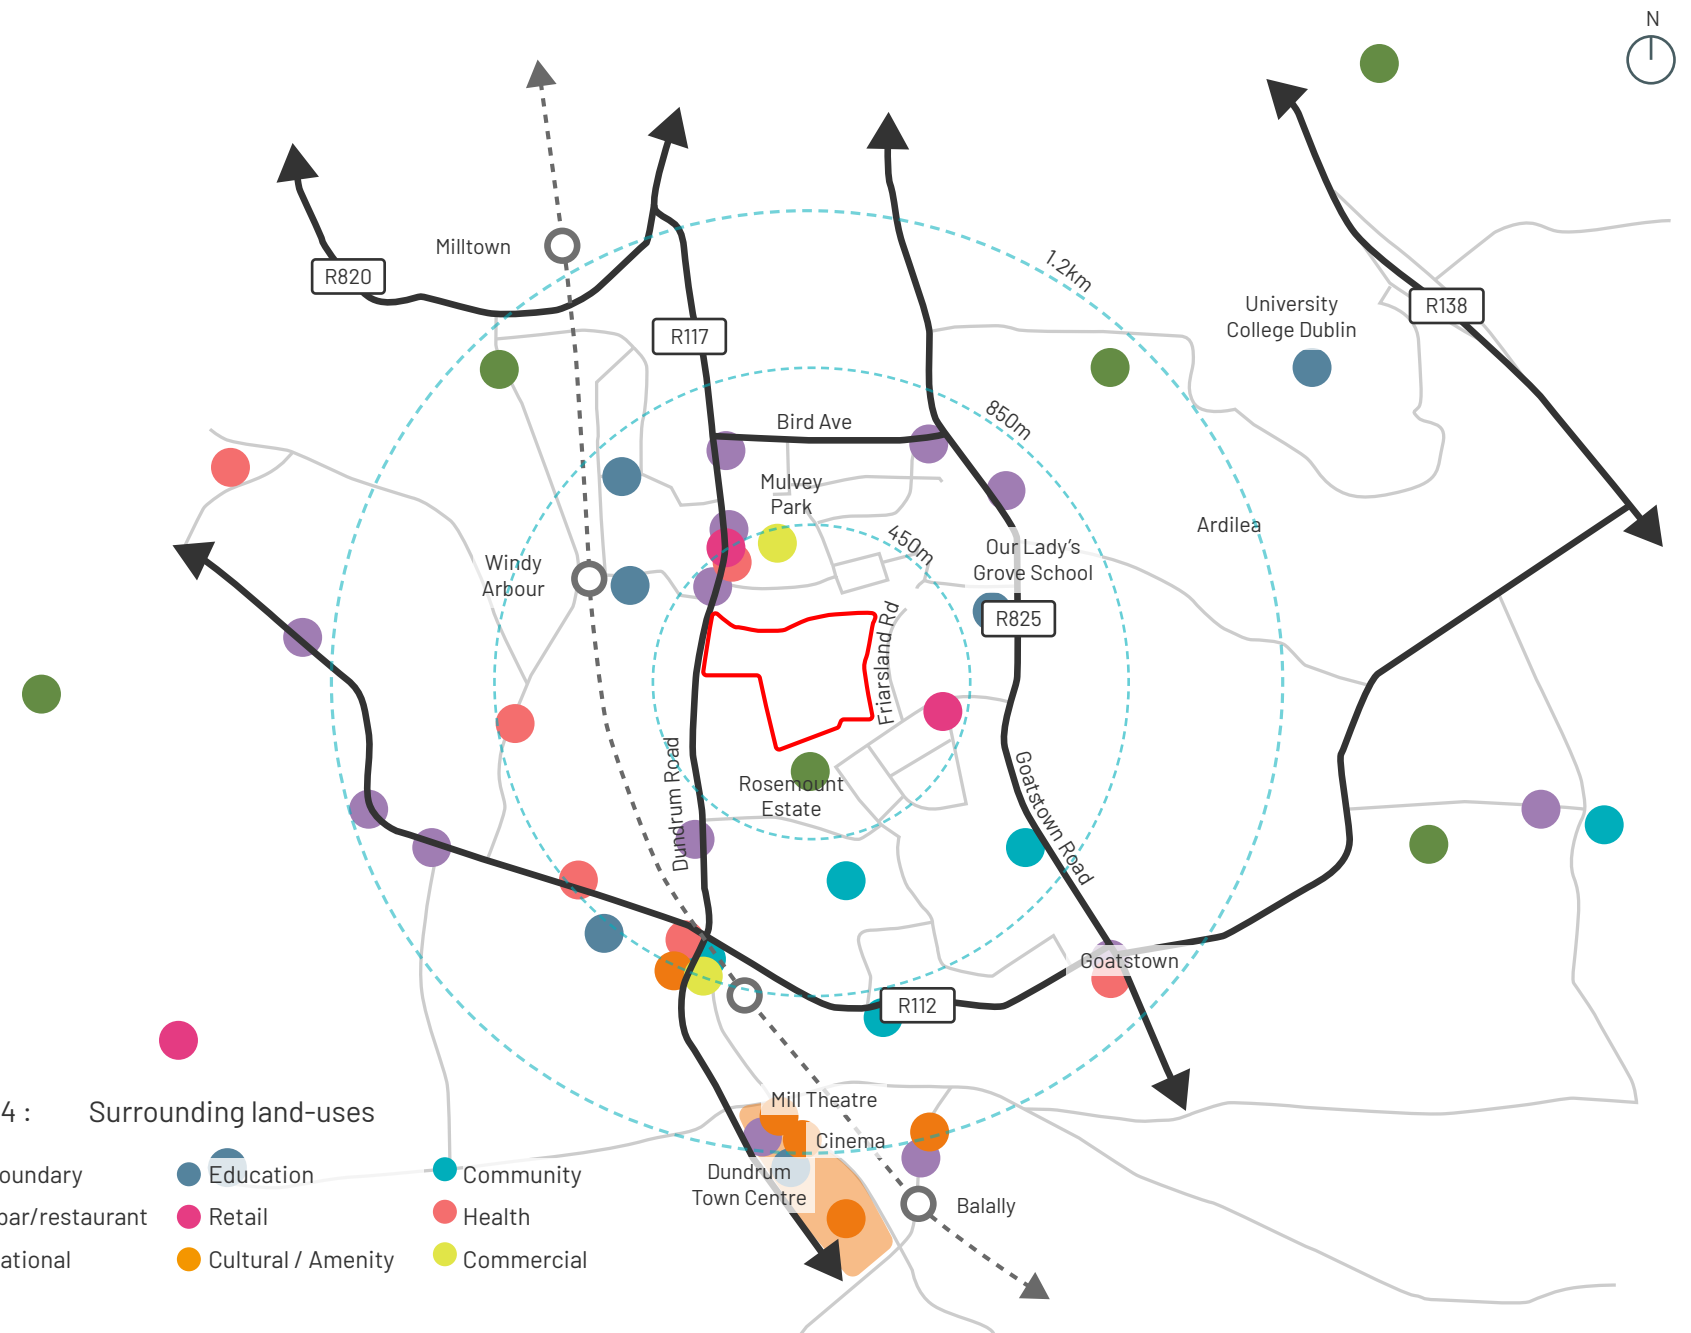 N
1.2km
Milltown
R820
University
College Dublin
R138
R117
850m
Bird Ave
Mulvey
Park
Ardilea
450m
Our Lady's
Grove School
Windy
Arbour
R825
Friarsland Rd
Dundrum Road
Rosemount
Estate
Goatstown Road
Goatstown
R112
Mill Theatre
Cinema
Dundrum
Town Centre
Balally
4 : Surrounding land-uses
oundary Education Community
bar/restaurant Retail Health
ational Cultural / Amenity Commercial